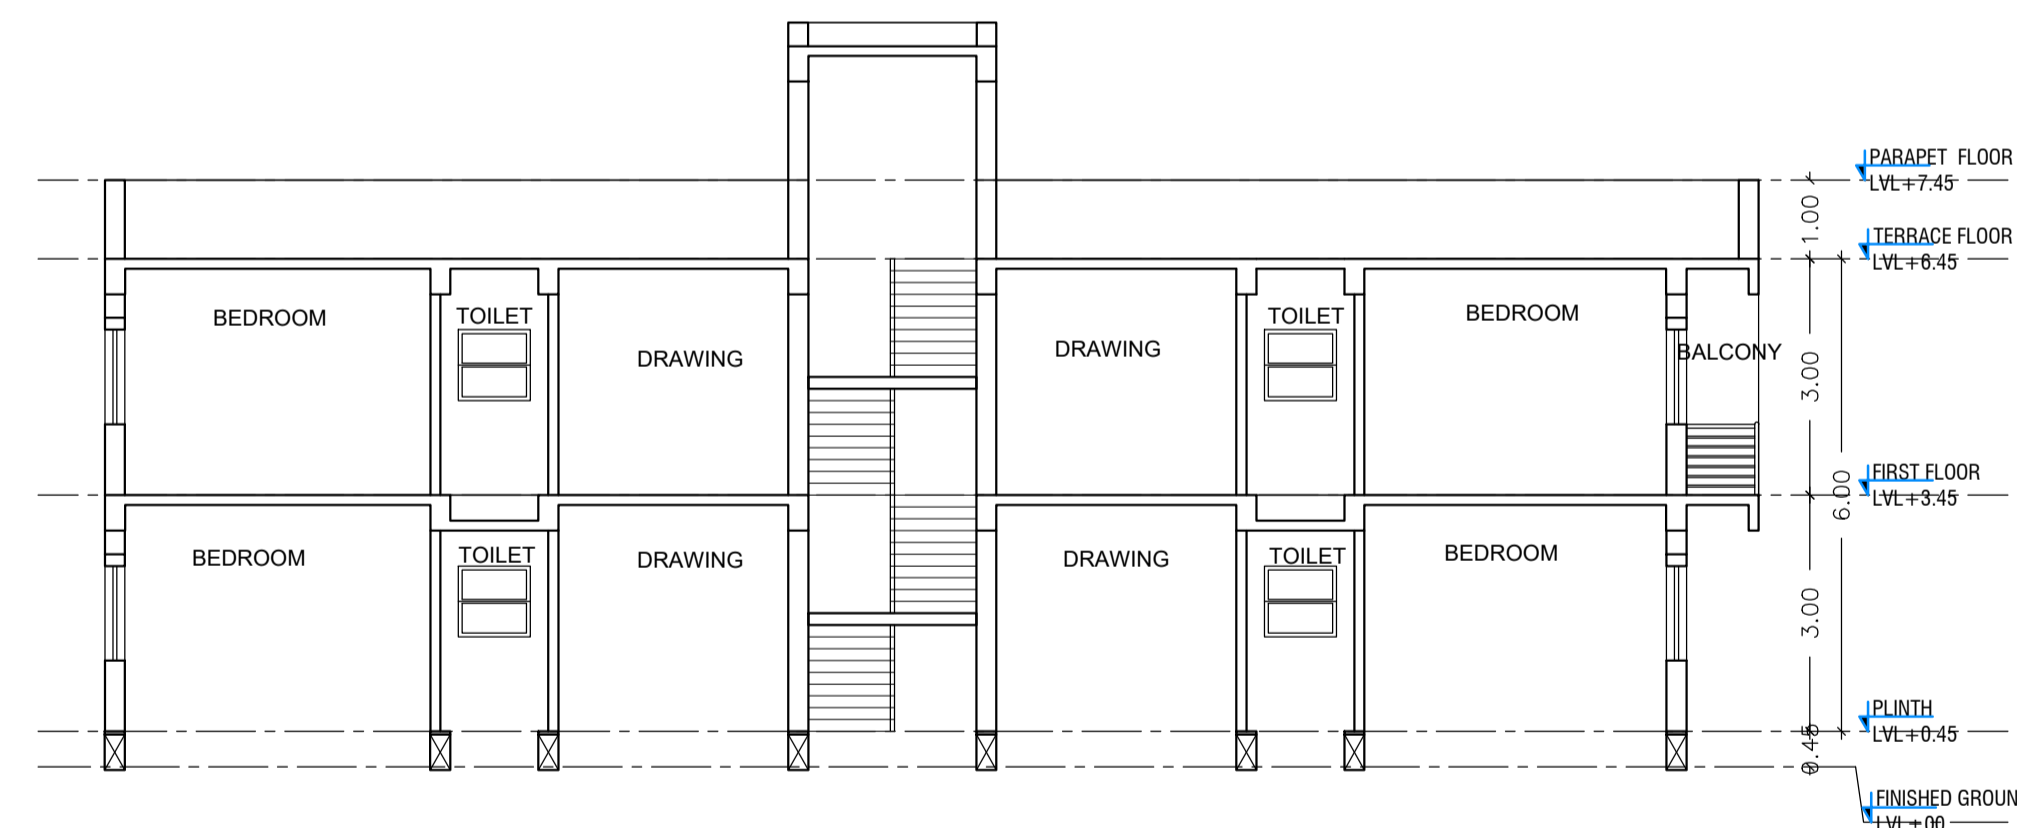 PARAPET FLOOR
LVL+7.45
1.00
TERRACE FLOOR
LVL+6.45
BEDROOM
TOILET
DRAWING
DRAWING
TOILET
BEDROOM
BALCONY
3.00
FIRST FLOOR
LVL+3.45
6.00
BEDROOM
TOILET
DRAWING
DRAWING
TOILET
BEDROOM
3.00
PLINTH
LVL+0.45
0.45
FINISHED GROUN
LVL+00